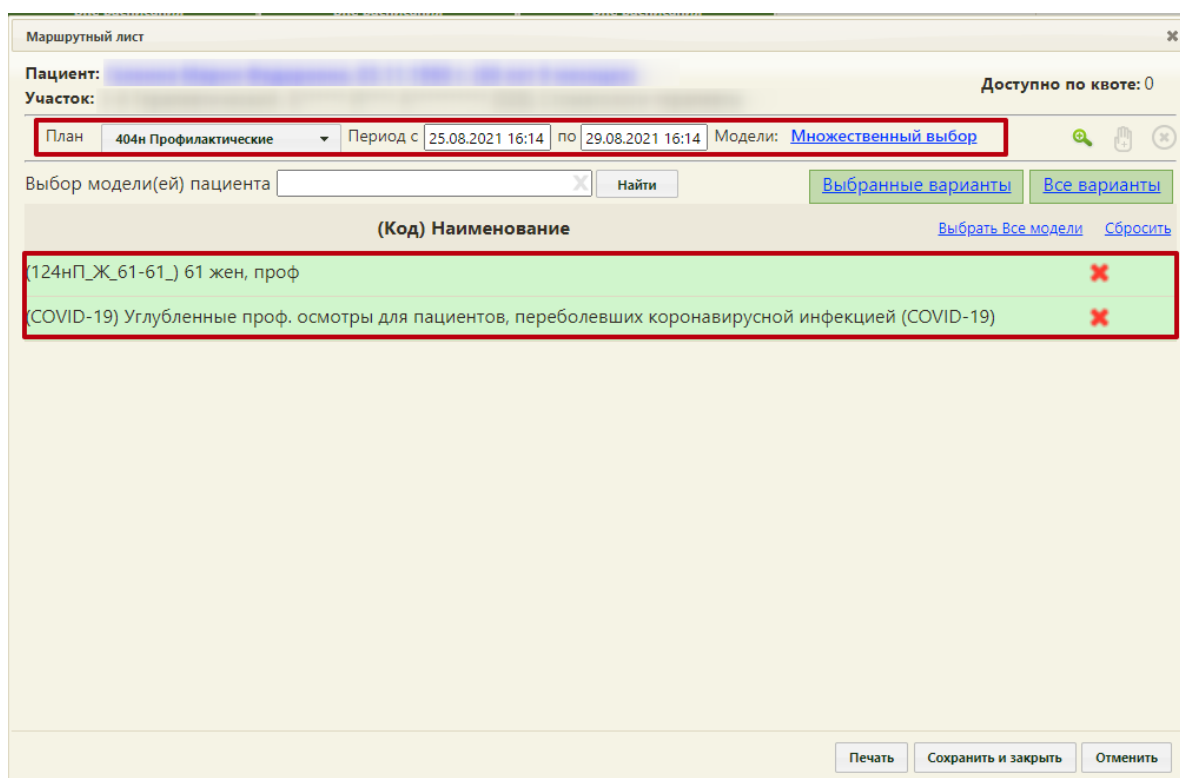 Маршрутный лист
Пациент:
Участок:
Доступно по квоте: 0
План 404н Профилактические Период с 25.08.2021 16:14 по 29.08.2021 16:14 Модели: Множественный выбор
Выбор модели(ей) пациента X Найти Выбранные варианты Все варианты
(Код) Наименование Выбрать Все модели Сбросить
(124нП_Ж_61-61_) 61 жен, проф
(COVID-19) Углубленные проф. осмотры для пациентов, переболевших коронавирусной инфекцией (COVID-19)
Печать Сохранить и закрыть Отменить